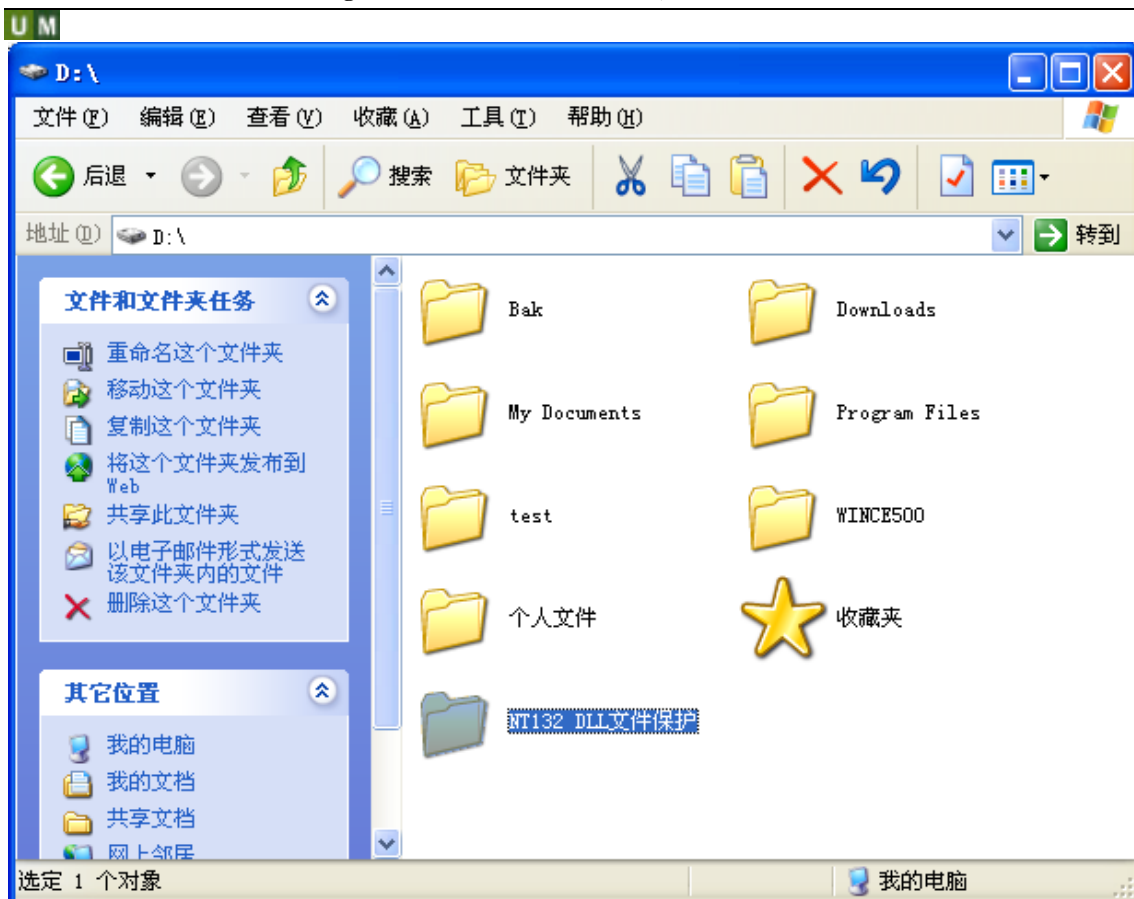 U M
D:\
文件(F) 编辑(E) 查看(V) 收藏(A) 工具(T) 帮助(H)
后退 搜索 文件夹
地址(D) D:\ 转到
文件和文件夹任务
重命名这个文件夹
移动这个文件夹
复制这个文件夹
将这个文件夹发布到
Web
共享此文件夹
以电子邮件形式发送
该文件夹内的文件
删除这个文件夹
其它位置
我的电脑
我的文档
共享文档
网上邻居
Bak Downloads
My Documents Program Files
test WINCE500
个人文件 收藏夹
NT132 DLL文件保护
选定 1 个对象 我的电脑